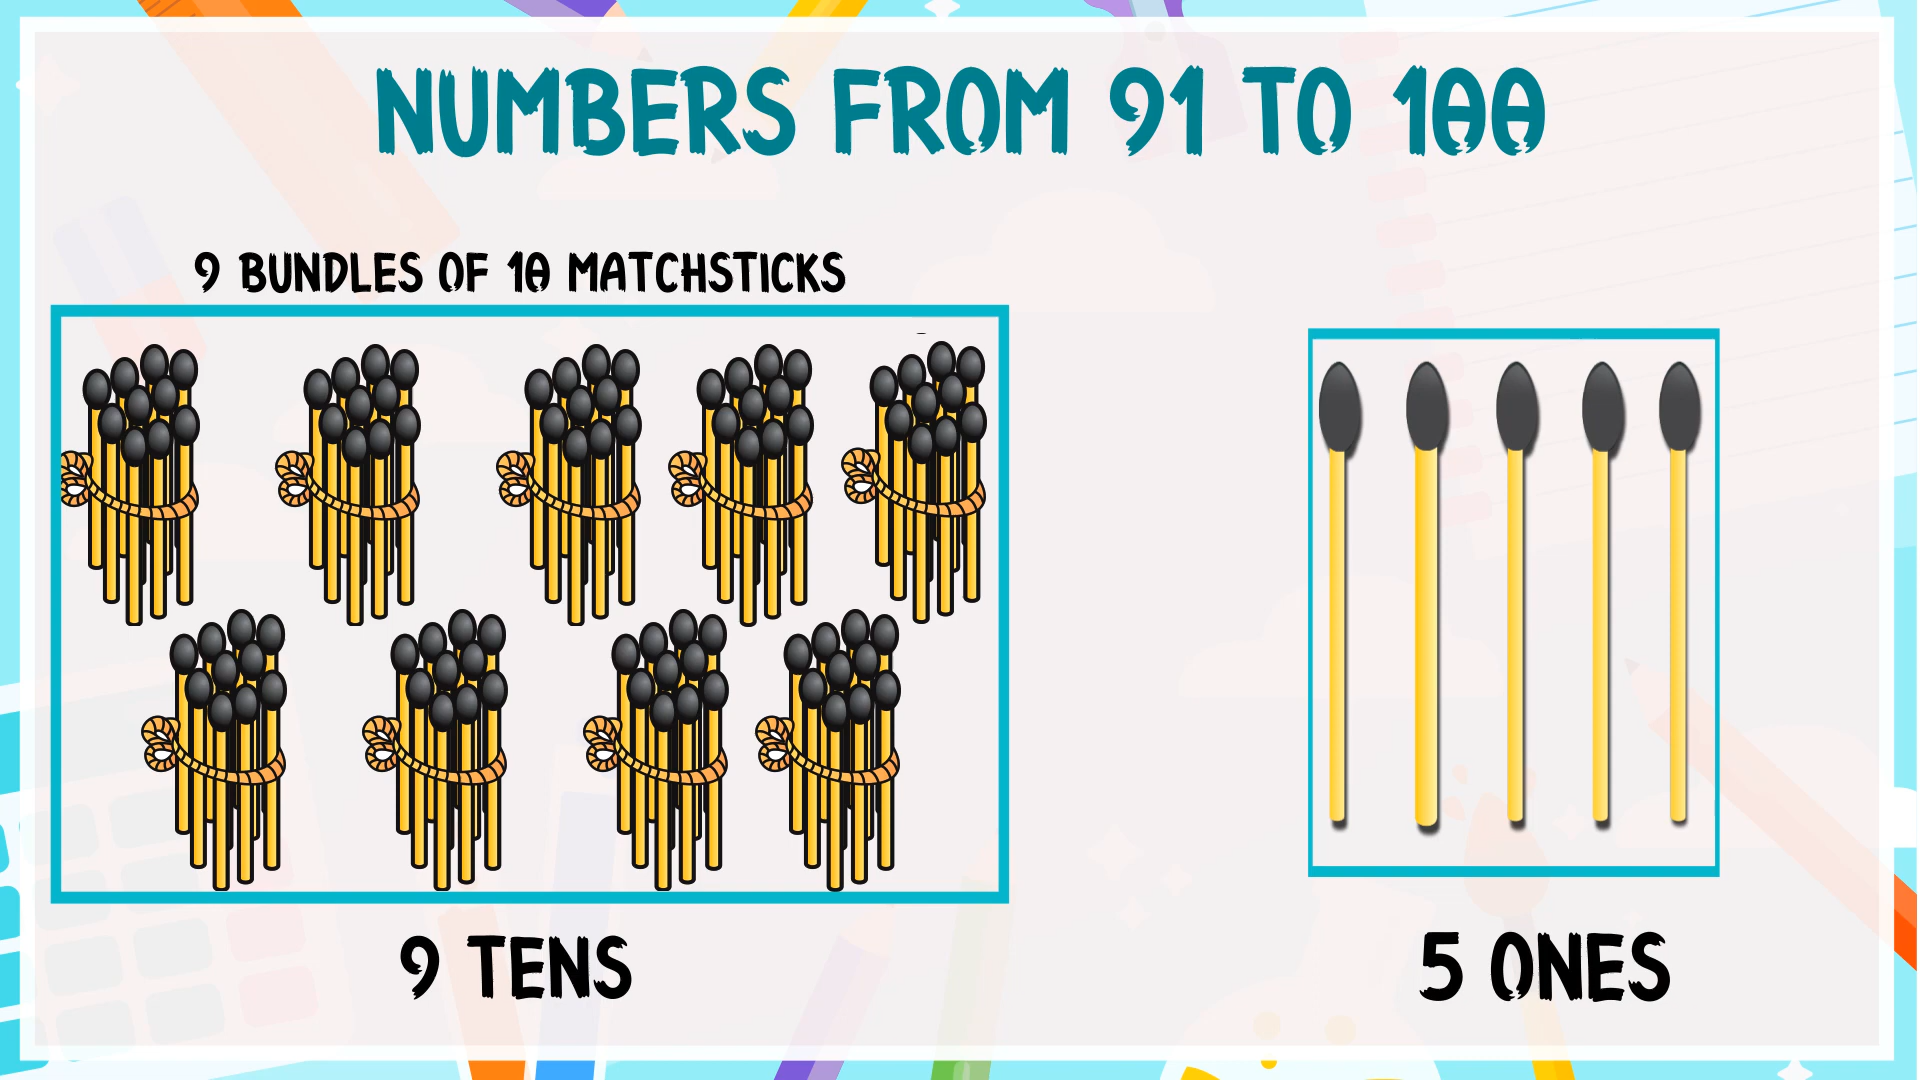 NUMBERS FROM 91 TO 100
9 BUNDLES OF 10 MATCHSTICKS
9 TENS
5 ONES